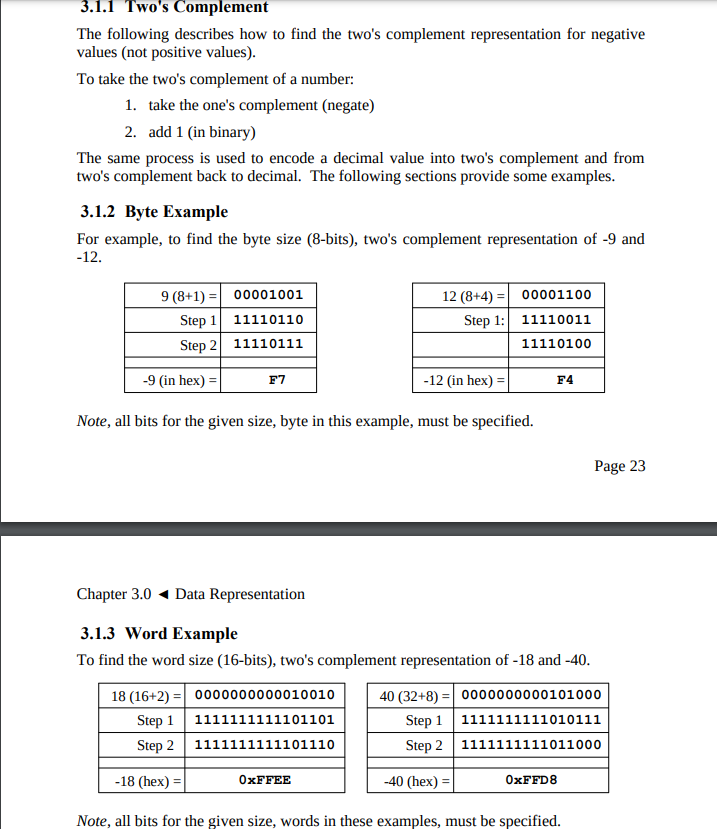 3.1.1 Two's Complement
The following describes how to find the two's complement representation for negative
values (not positive values).
To take the two's complement of a number:
1. take the one's complement (negate)
2. add 1 (in binary)
The same process is used to encode a decimal value into two's complement and from
two's complement back to decimal. The following sections provide some examples.
3.1.2 Byte Example
For example, to find the byte size (8-bits), two's complement representation of -9 and
-12.
9 (8+1) = 00001001
Step 1 11110110
Step 2 11110111
-9 (in hex) = F7
12 (8+4) = 00001100
Step 1: 11110011
11110100
-12 (in hex) = F4
Note, all bits for the given size, byte in this example, must be specified.
Page 23
Chapter 3.0 ◄ Data Representation
3.1.3 Word Example
To find the word size (16-bits), two's complement representation of -18 and -40.
18 (16+2) = 0000000000010010
Step 1 1111111111101101
Step 2 1111111111101110
-18 (hex) = 0xFFEE
40 (32+8) = 0000000000101000
Step 1 1111111111010111
Step 2 1111111111011000
-40 (hex) = 0xFFD8
Note, all bits for the given size, words in these examples, must be specified.